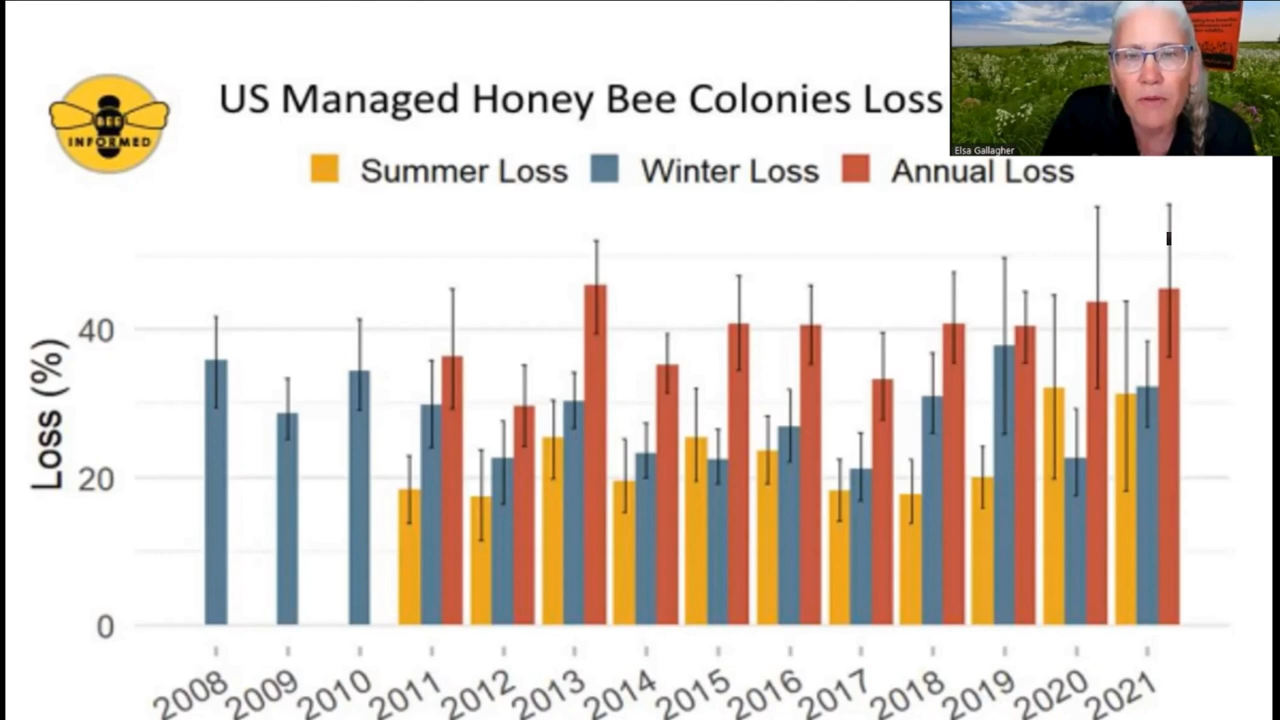 US Managed Honey Bee Colonies Loss
BEE
INFORMED
Elsa Gallagher
Summer Loss
Winter Loss
Annual Loss
Loss (%)
40
20
0
2008
2009
2010
2011
2012
2013
2014
2015
2016
2017
2018
2019
2020
2021